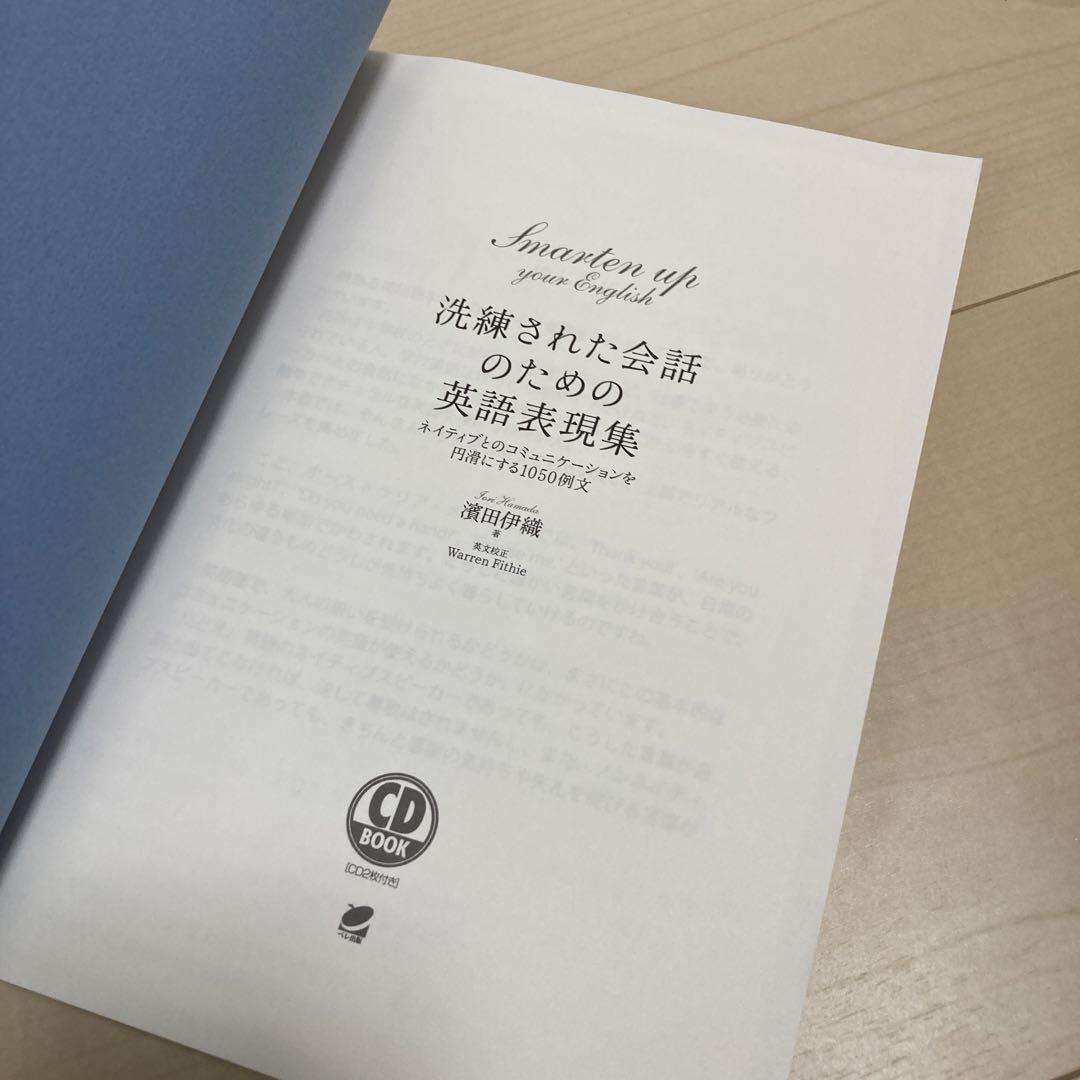 Smarten up
your English
洗練された会話
のための
英語表現集
ネイティブとのコミュニケーションを
円滑にする1050例文
Iori Hamada
濱田伊織
著
英文校正
Warren Fithie
CD
BOOK
[CD2枚付き]
ベレ出版